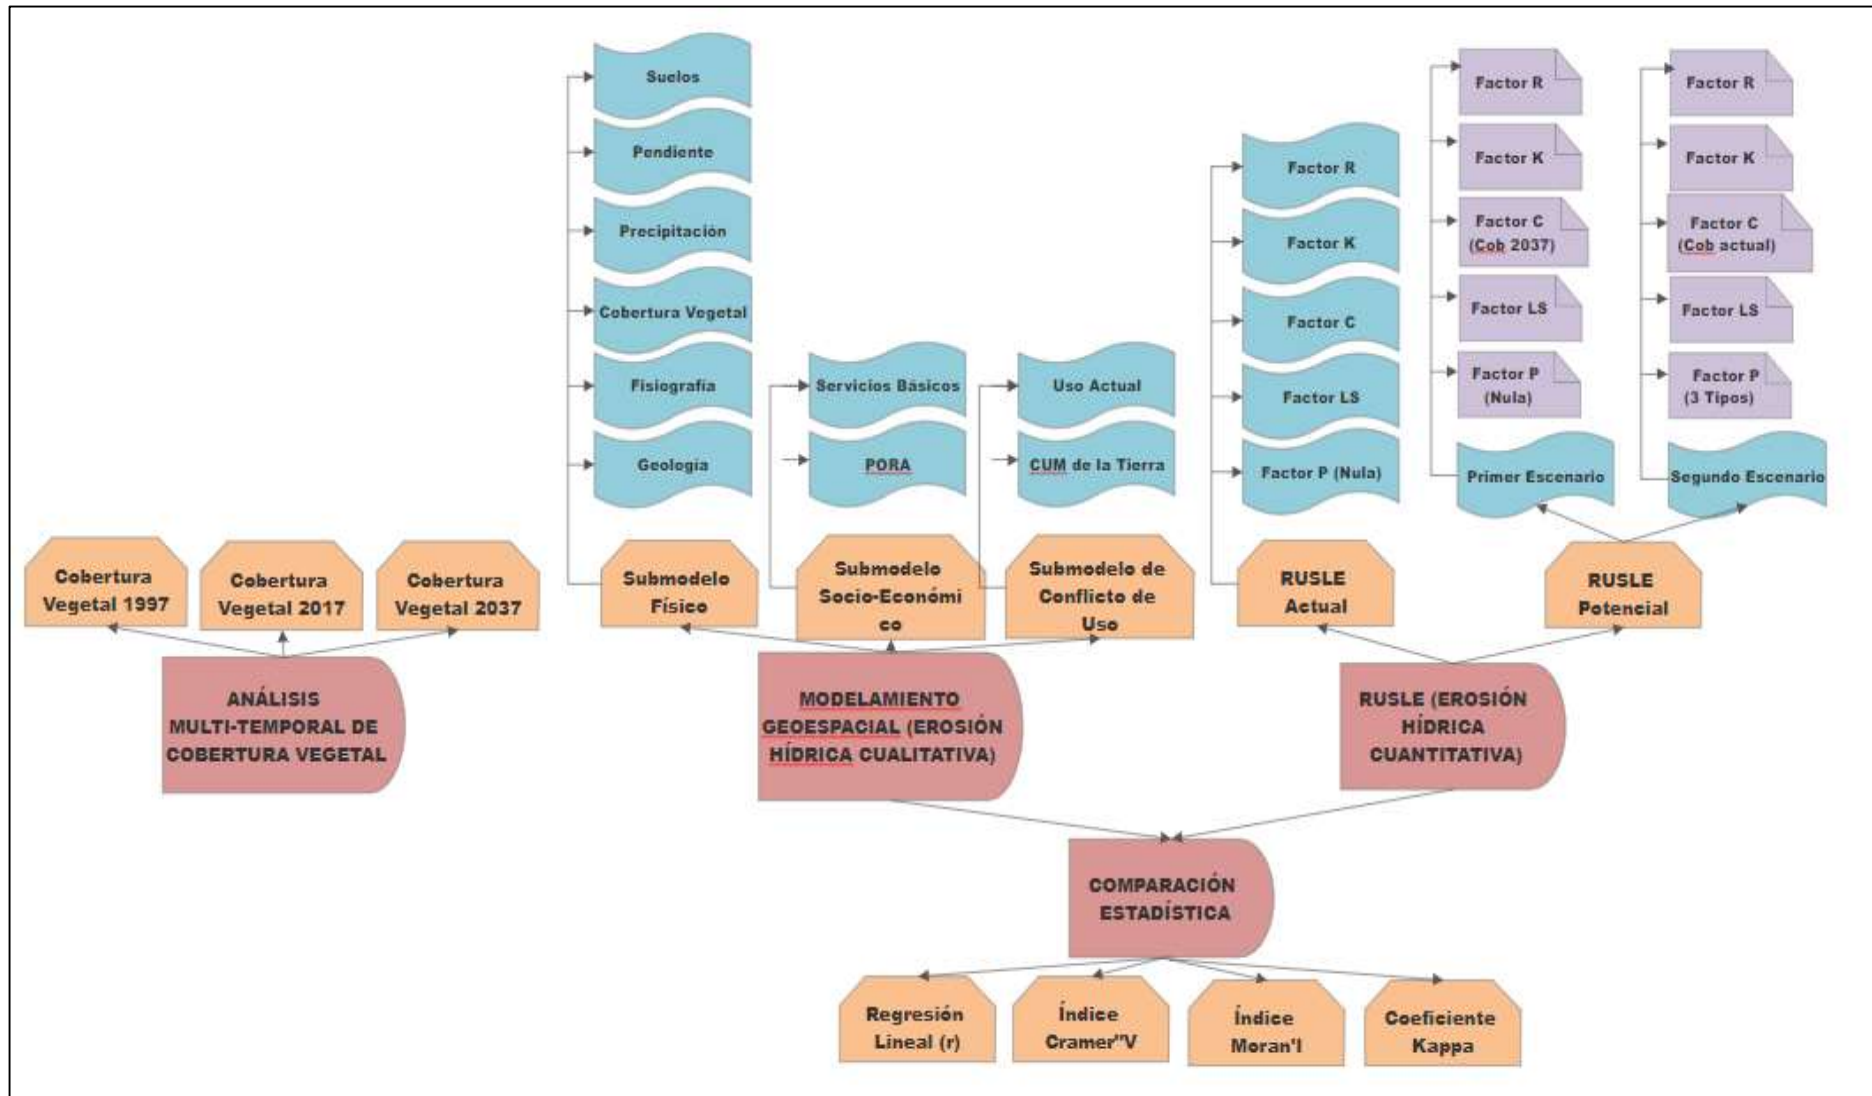 Suelos
Pendiente
Precipitación
Cobertura Vegetal
Fisiografía
Geología
Servicios Básicos
PORA
Uso Actual
CUM de la Tierra
Factor R
Factor K
Factor C
Factor LS
Factor P (Nula)
Factor R
Factor K
Factor C
(Cob 2037)
Factor LS
Factor P
(Nula)
Primer Escenario
Factor R
Factor K
Factor C
(Cob actual)
Factor LS
Factor P
(3 Tipos)
Segundo Escenario
Cobertura
Vegetal 1997
Cobertura
Vegetal 2017
Cobertura
Vegetal 2037
Submodelo
Físico
Submodelo
Socio-Económi
co
Submodelo de
Conflicto de
Uso
RUSLE
Actual
RUSLE
Potencial
ANÁLISIS
MULTI-TEMPORAL DE
COBERTURA VEGETAL
MODELAMIENTO
GEOESPACIAL (EROSIÓN
HÍDRICA CUALITATIVA)
RUSLE (EROSIÓN
HÍDRICA
CUANTITATIVA)
COMPARACIÓN
ESTADÍSTICA
Regresión
Lineal (r)
Índice
Cramer"V
Índice
Moran'I
Coeficiente
Kappa